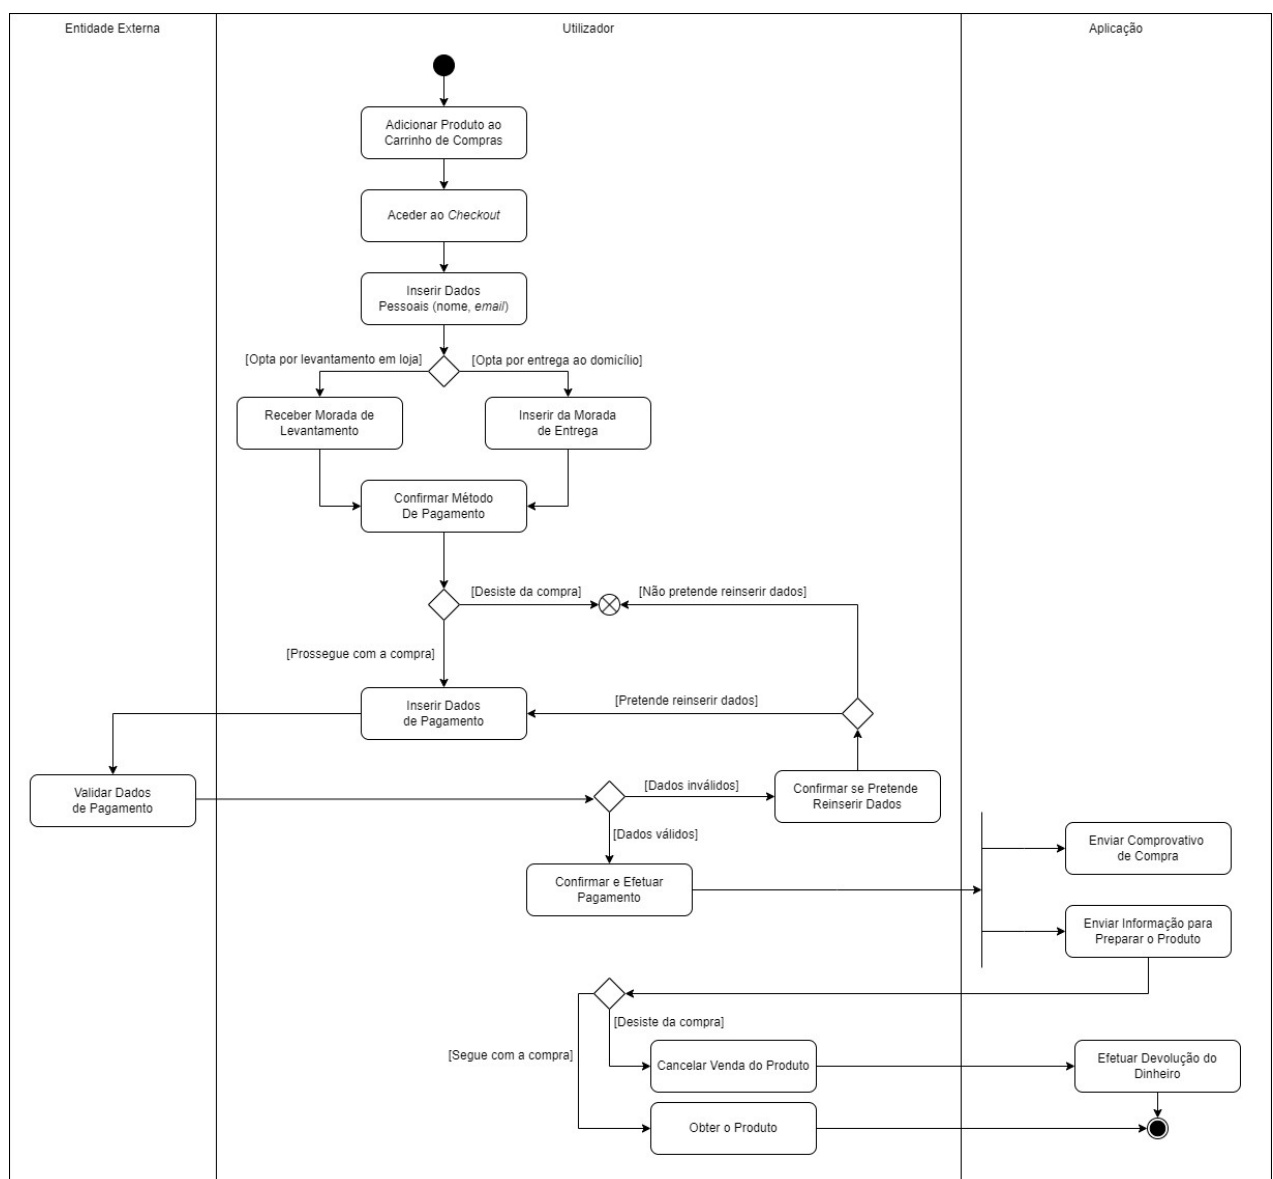 Entidade Externa
Utilizador
Aplicação
Adicionar Produto ao
Carrinho de Compras
Aceder ao Checkout
Inserir Dados
Pessoais (nome, email)
[Opta por levantamento em loja]
[Opta por entrega ao domicílio]
Receber Morada de
Levantamento
Inserir da Morada
de Entrega
Confirmar Método
De Pagamento
[Desiste da compra]
[Não pretende reinserir dados]
[Prossegue com a compra]
Inserir Dados
de Pagamento
[Pretende reinserir dados]
Validar Dados
de Pagamento
[Dados inválidos]
Confirmar se Pretende
Reinserir Dados
[Dados válidos]
Confirmar e Efetuar
Pagamento
Enviar Comprovativo
de Compra
Enviar Informação para
Preparar o Produto
[Desiste da compra]
[Segue com a compra]
Cancelar Venda do Produto
Efetuar Devolução do
Dinheiro
Obter o Produto